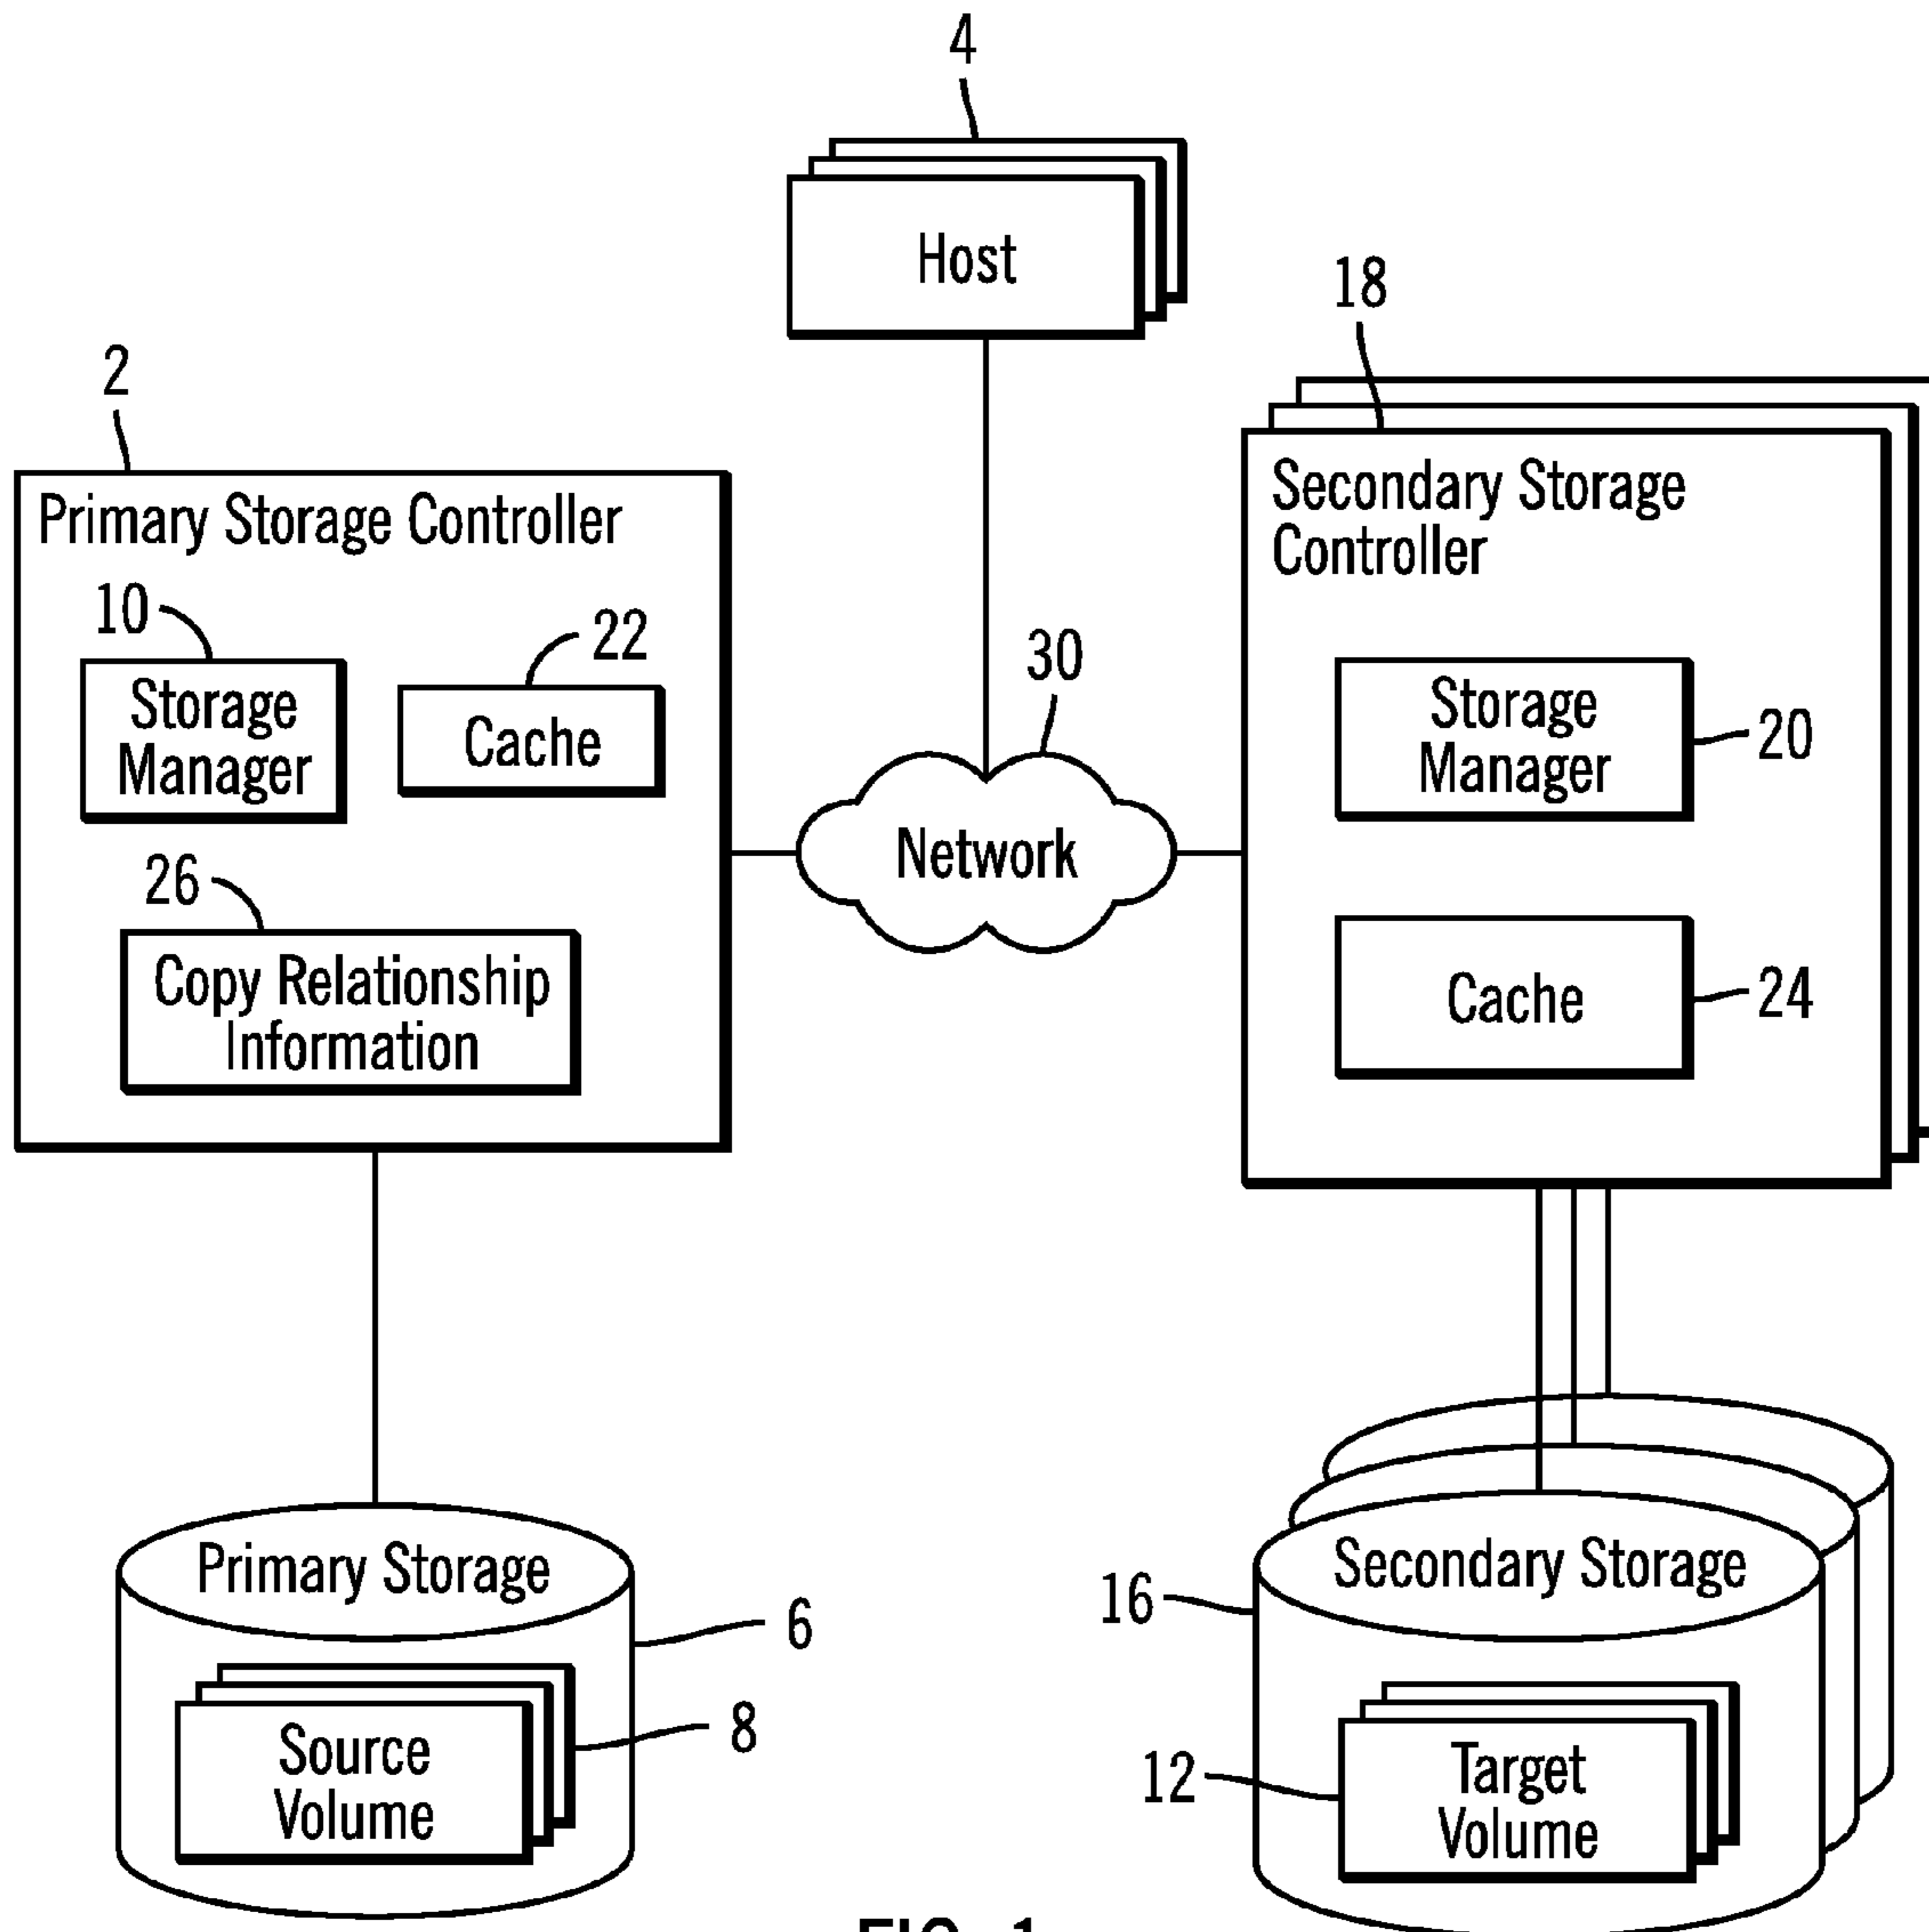 4
Host
18
2
Primary Storage Controller
Secondary Storage
Controller
10
22
30
Storage
Manager
Cache
Storage
Manager
20
Network
26
Copy Relationship
Information
Cache
24
Primary Storage
Secondary Storage
16
6
Source
Volume
8
Target
Volume
12
FIG. 1